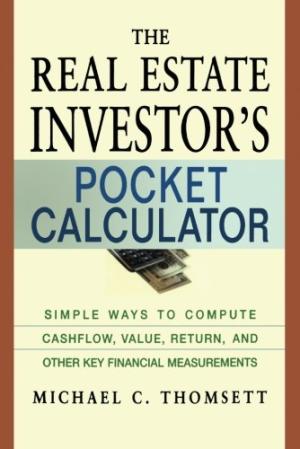 THE
REAL ESTATE
INVESTOR'S
POCKET
CALCULATOR
SIMPLE WAYS TO COMPUTE
CASHFLOW, VALUE, RETURN, AND
OTHER KEY FINANCIAL MEASUREMENTS
MICHAEL C. THOMSETT